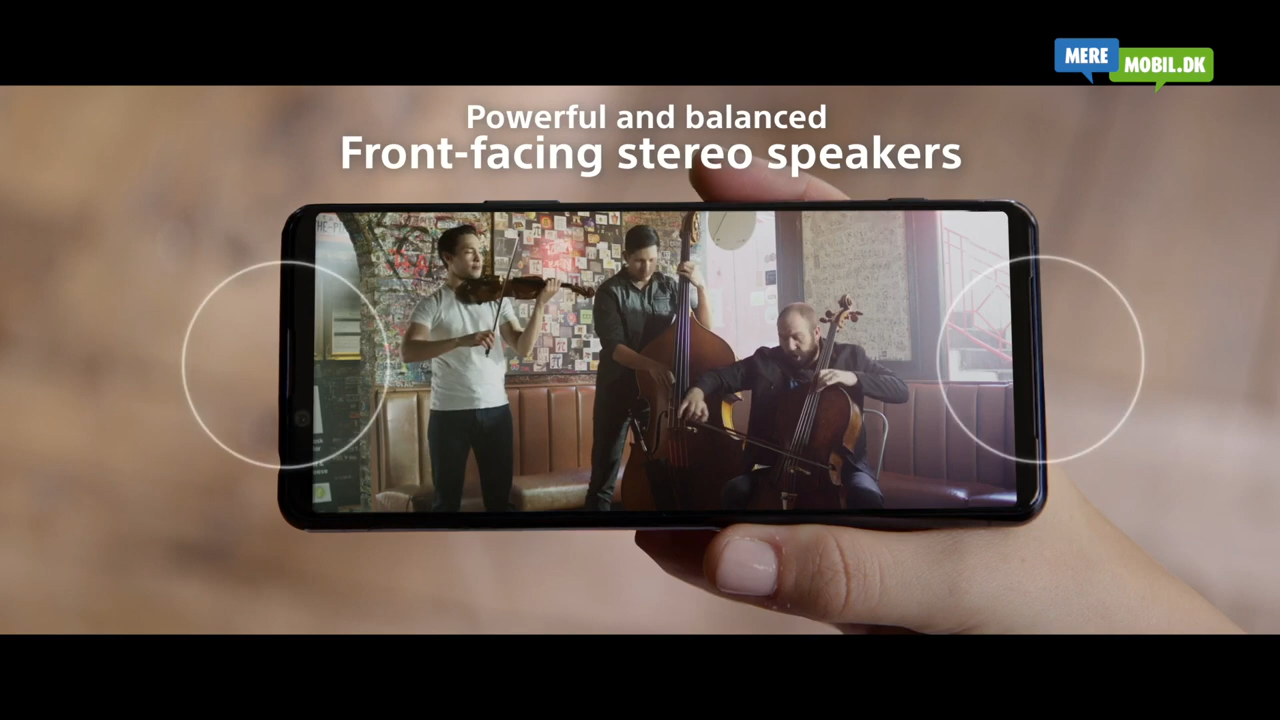 MERE
MOBIL.DK
Powerful and balanced
Front-facing stereo speakers